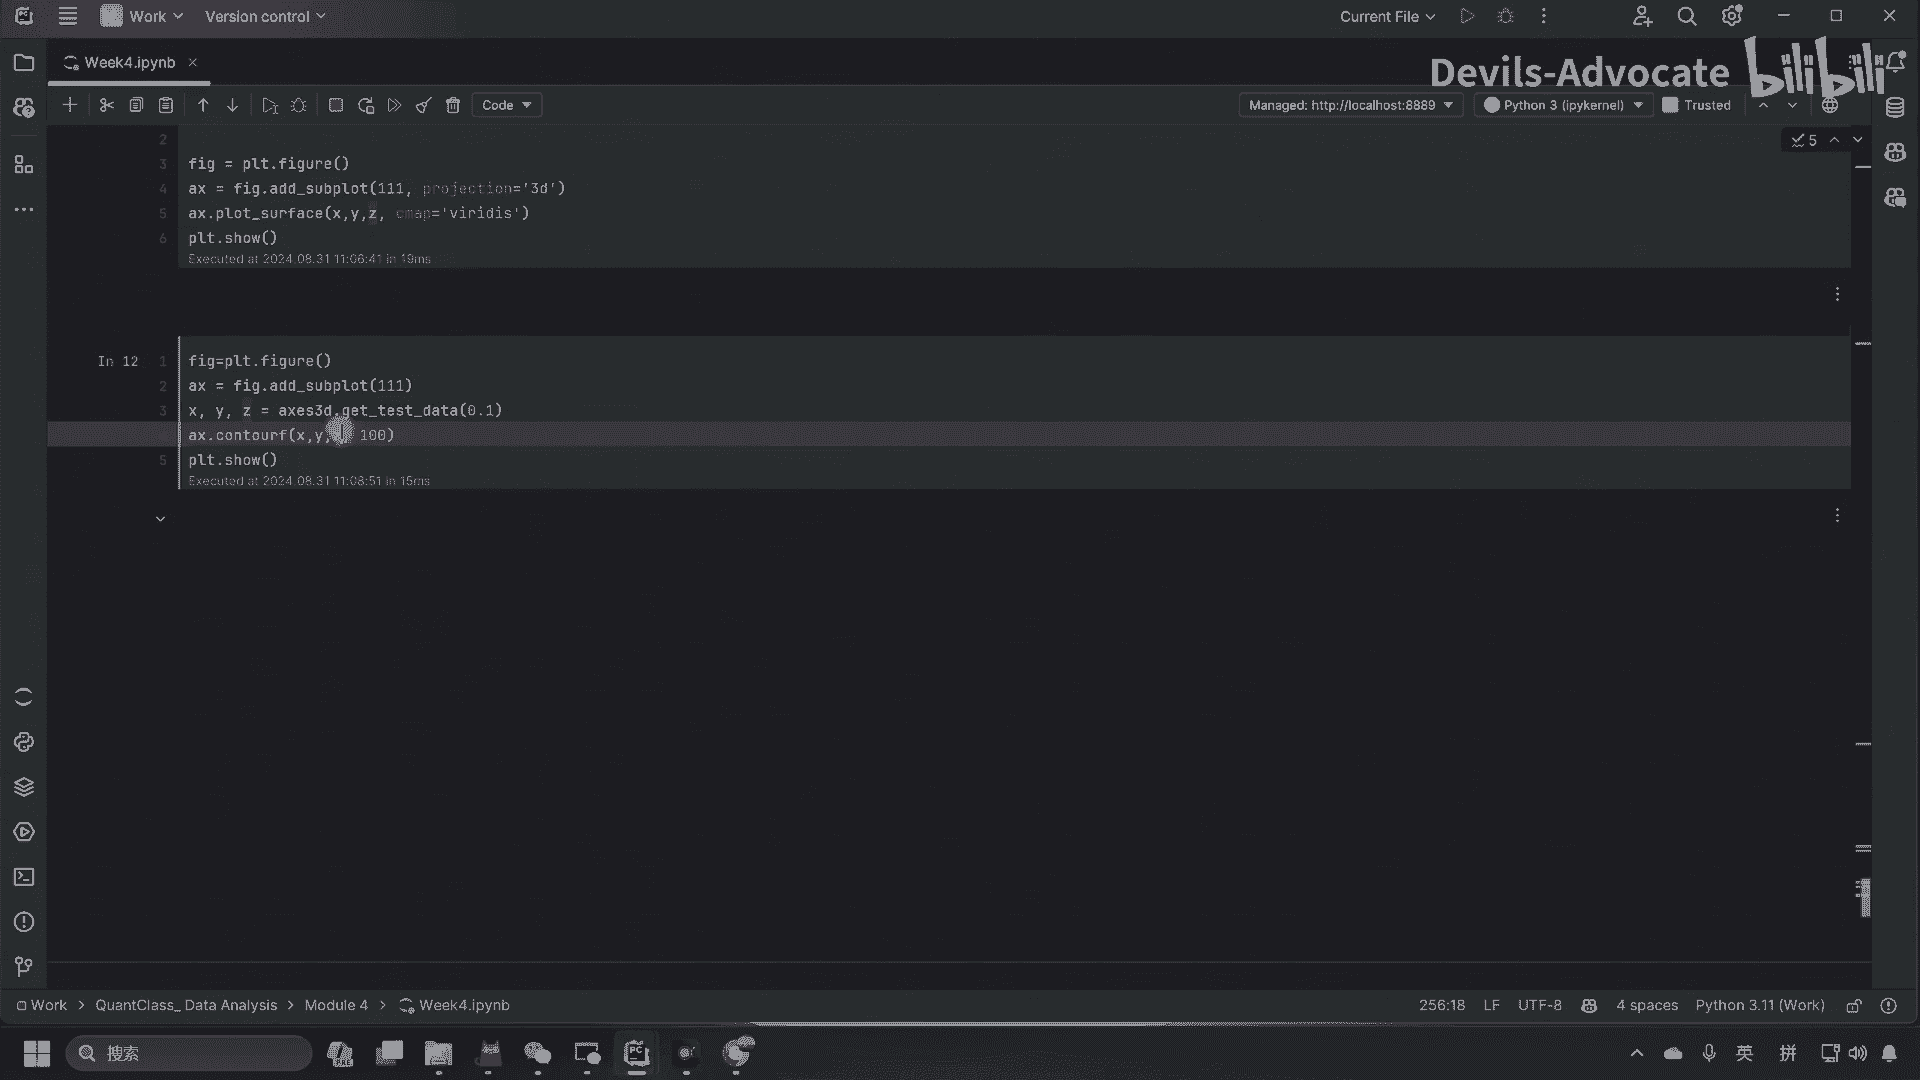 Work
Version control
Current File
Week4.ipynb
Devils-Advocate
bilibili
Code
Managed: http://localhost:8889
Python 3 (ipykernel)
Trusted
2
5
3 fig = plt.figure()
4 ax = fig.add_subplot(111, projection='3d')
5 ax.plot_surface(x,y,z, cmap='viridis')
6 plt.show()
Executed at 2024.08.31 11:06:41 in 19ms
In 12 1 fig=plt.figure()
2 ax = fig.add_subplot(111)
3 x, y, z = axes3d.get_test_data(0.1)
ax.contourf(x,y, 100)
5 plt.show()
Executed at 2024.08.31 11:08:51 in 15ms
Work > QuantClass_ Data Analysis > Module 4 > Week4.ipynb
256:18 LF UTF-8 4 spaces Python 3.11 (Work)
搜索
英 拼